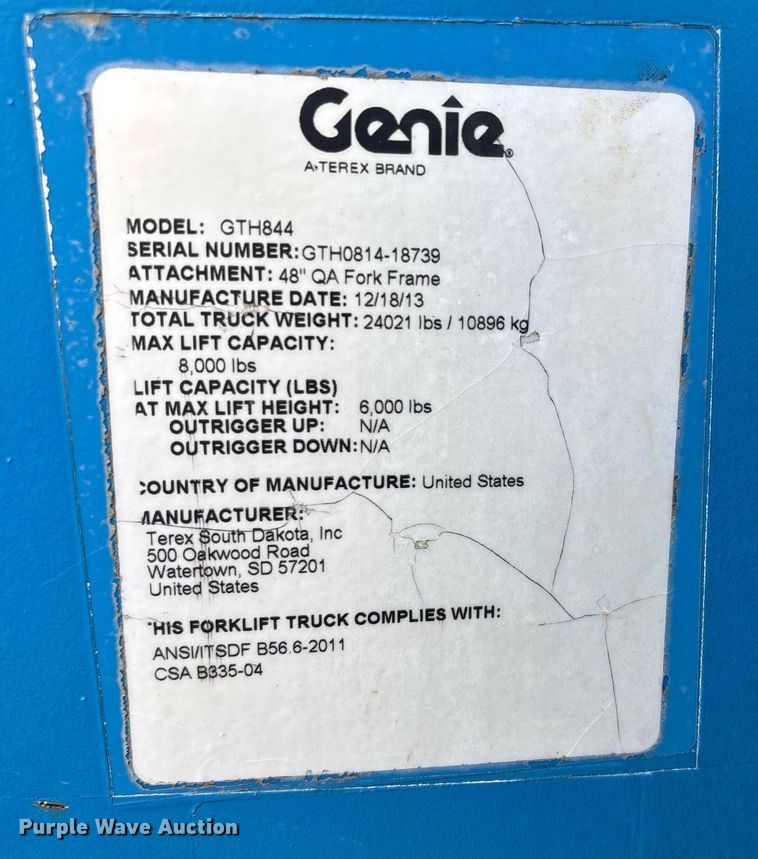 Genie
A TEREX BRAND
MODEL: GTH844
SERIAL NUMBER: GTH0814-18739
ATTACHMENT: 48" QA Fork Frame
MANUFACTURE DATE: 12/18/13
TOTAL TRUCK WEIGHT: 24021 lbs / 10896 kg
MAX LIFT CAPACITY:
8,000 lbs
LIFT CAPACITY (LBS)
AT MAX LIFT HEIGHT: 6,000 lbs
OUTRIGGER UP: N/A
OUTRIGGER DOWN: N/A
COUNTRY OF MANUFACTURE: United States
MANUFACTURER:
Terex South Dakota, Inc
500 Oakwood Road
Watertown, SD 57201
United States
THIS FORKLIFT TRUCK COMPLIES WITH:
ANSI/ITSDF B56.6-2011
CSA B335-04
Purple Wave Auction